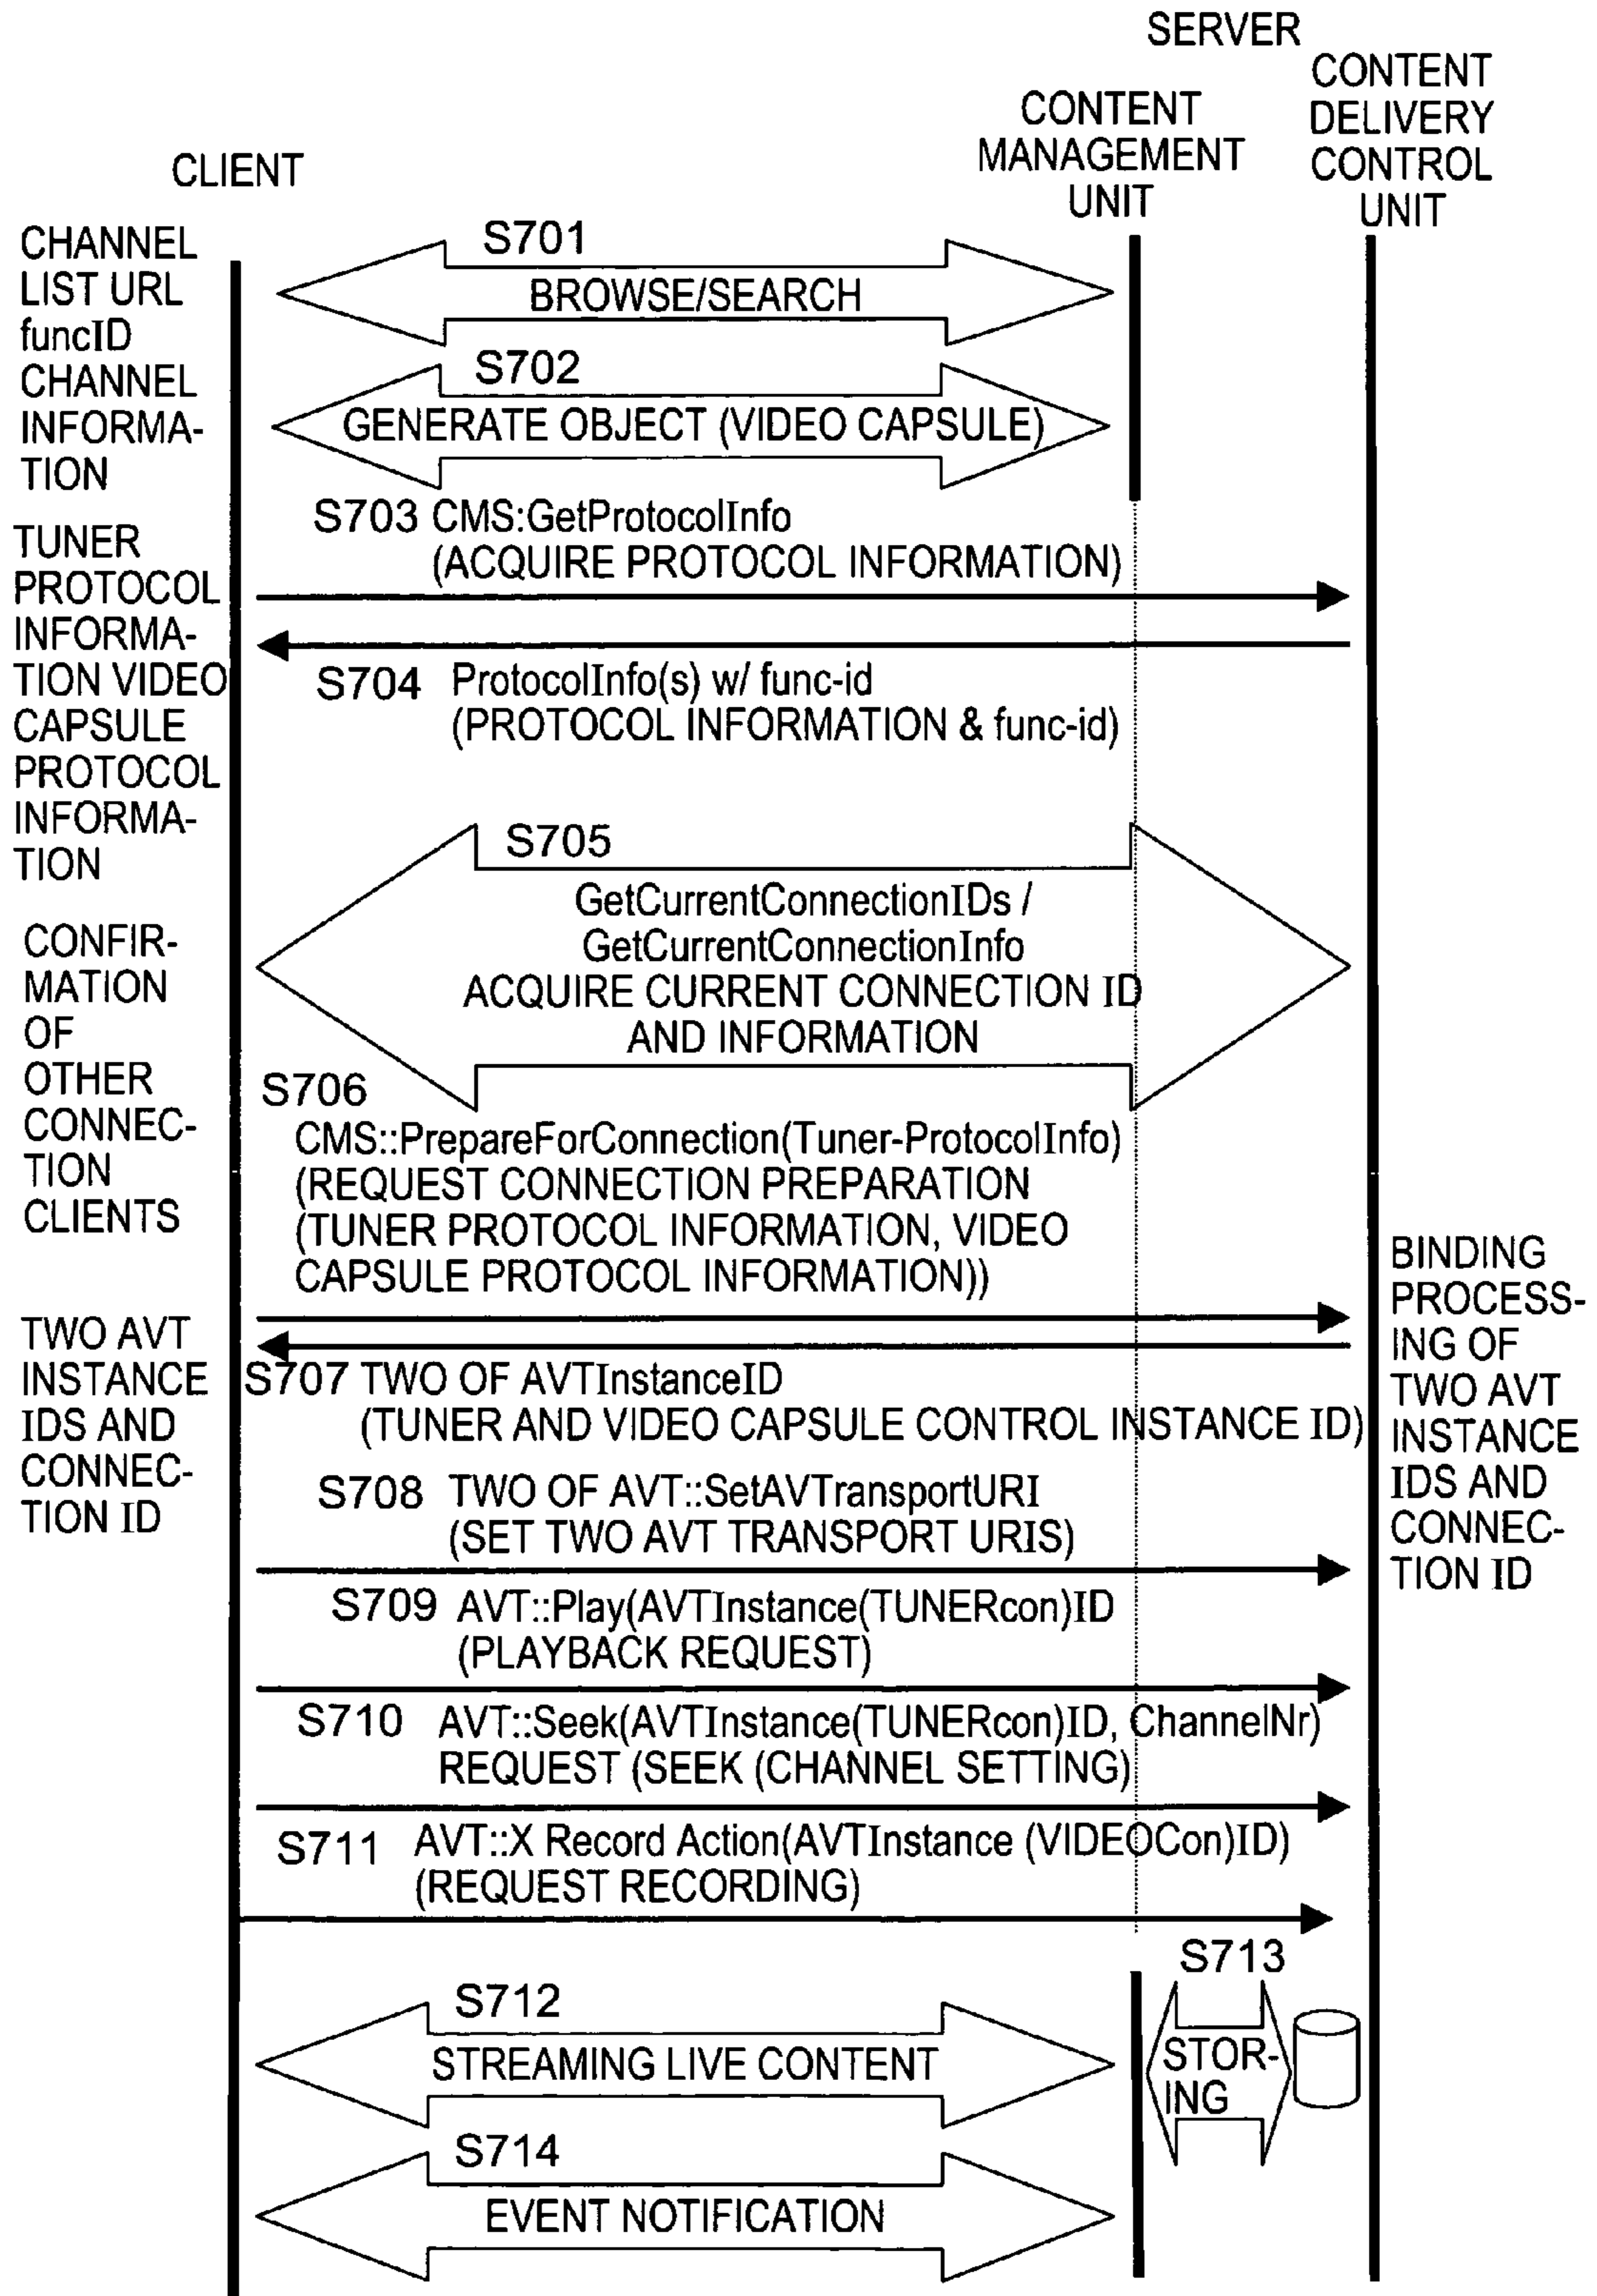 SERVER
CONTENT
DELIVERY
CONTROL
UNIT
CONTENT
MANAGEMENT
UNIT
CLIENT
CHANNEL
LIST URL
funcID
CHANNEL
INFORMA-
TION
S701
BROWSE/SEARCH
S702
GENERATE OBJECT (VIDEO CAPSULE)
S703 CMS:GetProtocolInfo
(ACQUIRE PROTOCOL INFORMATION)
TUNER
PROTOCOL
INFORMA-
TION VIDEO
CAPSULE
PROTOCOL
INFORMA-
TION
S704 ProtocolInfo(s) w/ func-id
(PROTOCOL INFORMATION & func-id)
S705
GetCurrentConnectionIDs /
GetCurrentConnectionInfo
ACQUIRE CURRENT CONNECTION ID
AND INFORMATION
CONFIR-
MATION
OF
OTHER
CONNEC-
TION
CLIENTS
S706
CMS::PrepareForConnection(Tuner-ProtocolInfo)
(REQUEST CONNECTION PREPARATION
(TUNER PROTOCOL INFORMATION, VIDEO
CAPSULE PROTOCOL INFORMATION))
BINDING
PROCESS-
ING OF
TWO AVT
INSTANCE
IDS AND
CONNEC-
TION ID
TWO AVT
INSTANCE
IDS AND
CONNEC-
TION ID
S707 TWO OF AVTInstanceID
(TUNER AND VIDEO CAPSULE CONTROL INSTANCE ID)
S708 TWO OF AVT::SetAVTransportURI
(SET TWO AVT TRANSPORT URIS)
S709 AVT::Play(AVTInstance(TUNERcon)ID
(PLAYBACK REQUEST)
S710 AVT::Seek(AVTInstance(TUNERcon)ID, ChannelNr)
REQUEST (SEEK (CHANNEL SETTING)
S711 AVT::X Record Action(AVTInstance (VIDEOCon)ID)
(REQUEST RECORDING)
S713
STOR-
ING
S712
STREAMING LIVE CONTENT
S714
EVENT NOTIFICATION